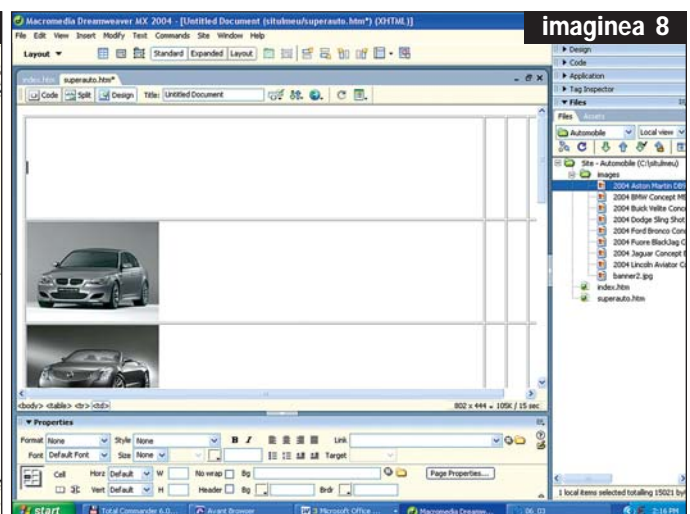 imaginea 8
Macromedia Dreamweaver MX 2004 - [Untitled Document (situlmeu/superauto.htm*) (XHTML)]
File Edit View Insert Modify Text Commands Site Window Help
Layout Standard Expanded Layout
Design
Code
Application
Tag Inspector
Files
Files Assets
Automobile Local view
Site - Automobile (C:\situlmeu)
images
2004 Aston Martin DB9
2004 BMW Concept M5
2004 Buick Velite Conc
2004 Dodge Sling Shot
2004 Ford Bronco Con
2004 Fuore BlackJag C
2004 Jaguar Concept E
2004 Lincoln Aviator C
banner2.jpg
index.htm
superauto.htm
index.htm superauto.htm*
Code Split Design Title: Untitled Document
<body> <table> <tr> <td> 802 x 444 105K / 15 sec
Properties
Format None Style None B I Link
Font Default Font Size None Target
Cell Horz Default W No wrap Bg Page Properties...
Vert Default H Header Bg Brdr
1 local items selected totalling 15021 by
start Total Commander 6.0... Avant Browser 3 Microsoft Office ... Macromedia Dreamw... 06 03 2:16 PM